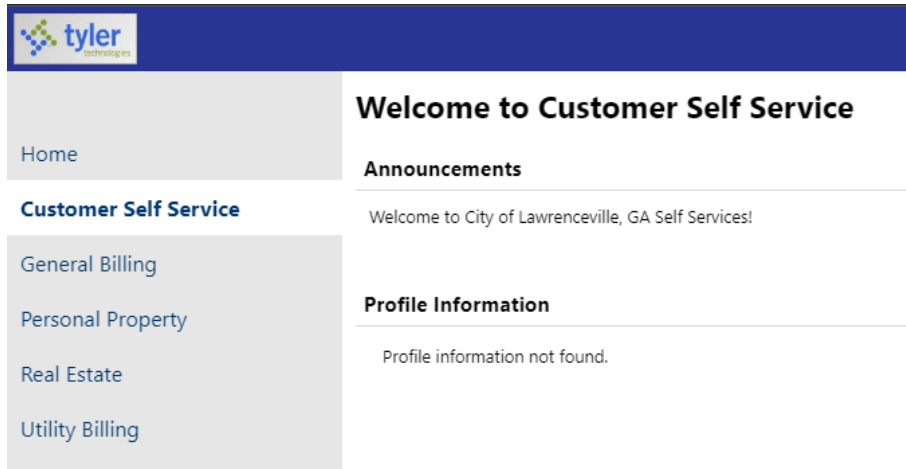 tyler
technologies
Welcome to Customer Self Service
Home
Announcements
Customer Self Service
Welcome to City of Lawrenceville, GA Self Services!
General Billing
Profile Information
Personal Property
Profile information not found.
Real Estate
Utility Billing